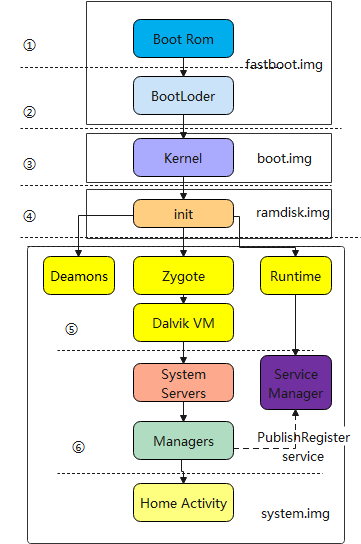 ①
Boot Rom
fastboot.img
②
BootLoder
③
Kernel
boot.img
④
init
ramdisk.img
Deamons
Zygote
Runtime
⑤
Dalvik VM
System
Servers
Service
Manager
⑥
Managers
PublishRegister
service
Home Activity
system.img